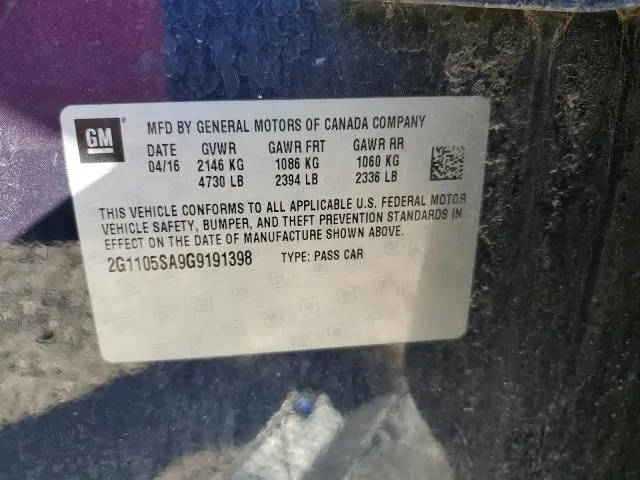 GM
MFD BY GENERAL MOTORS OF CANADA COMPANY
DATE GVWR GAWR FRT GAWR RR
04/16 2146 KG 1086 KG 1060 KG
4730 LB 2394 LB 2336 LB
THIS VEHICLE CONFORMS TO ALL APPLICABLE U.S. FEDERAL MOTOR
VEHICLE SAFETY, BUMPER, AND THEFT PREVENTION STANDARDS IN
EFFECT ON THE DATE OF MANUFACTURE SHOWN ABOVE.
2G1105SA9G9191398 TYPE: PASS CAR